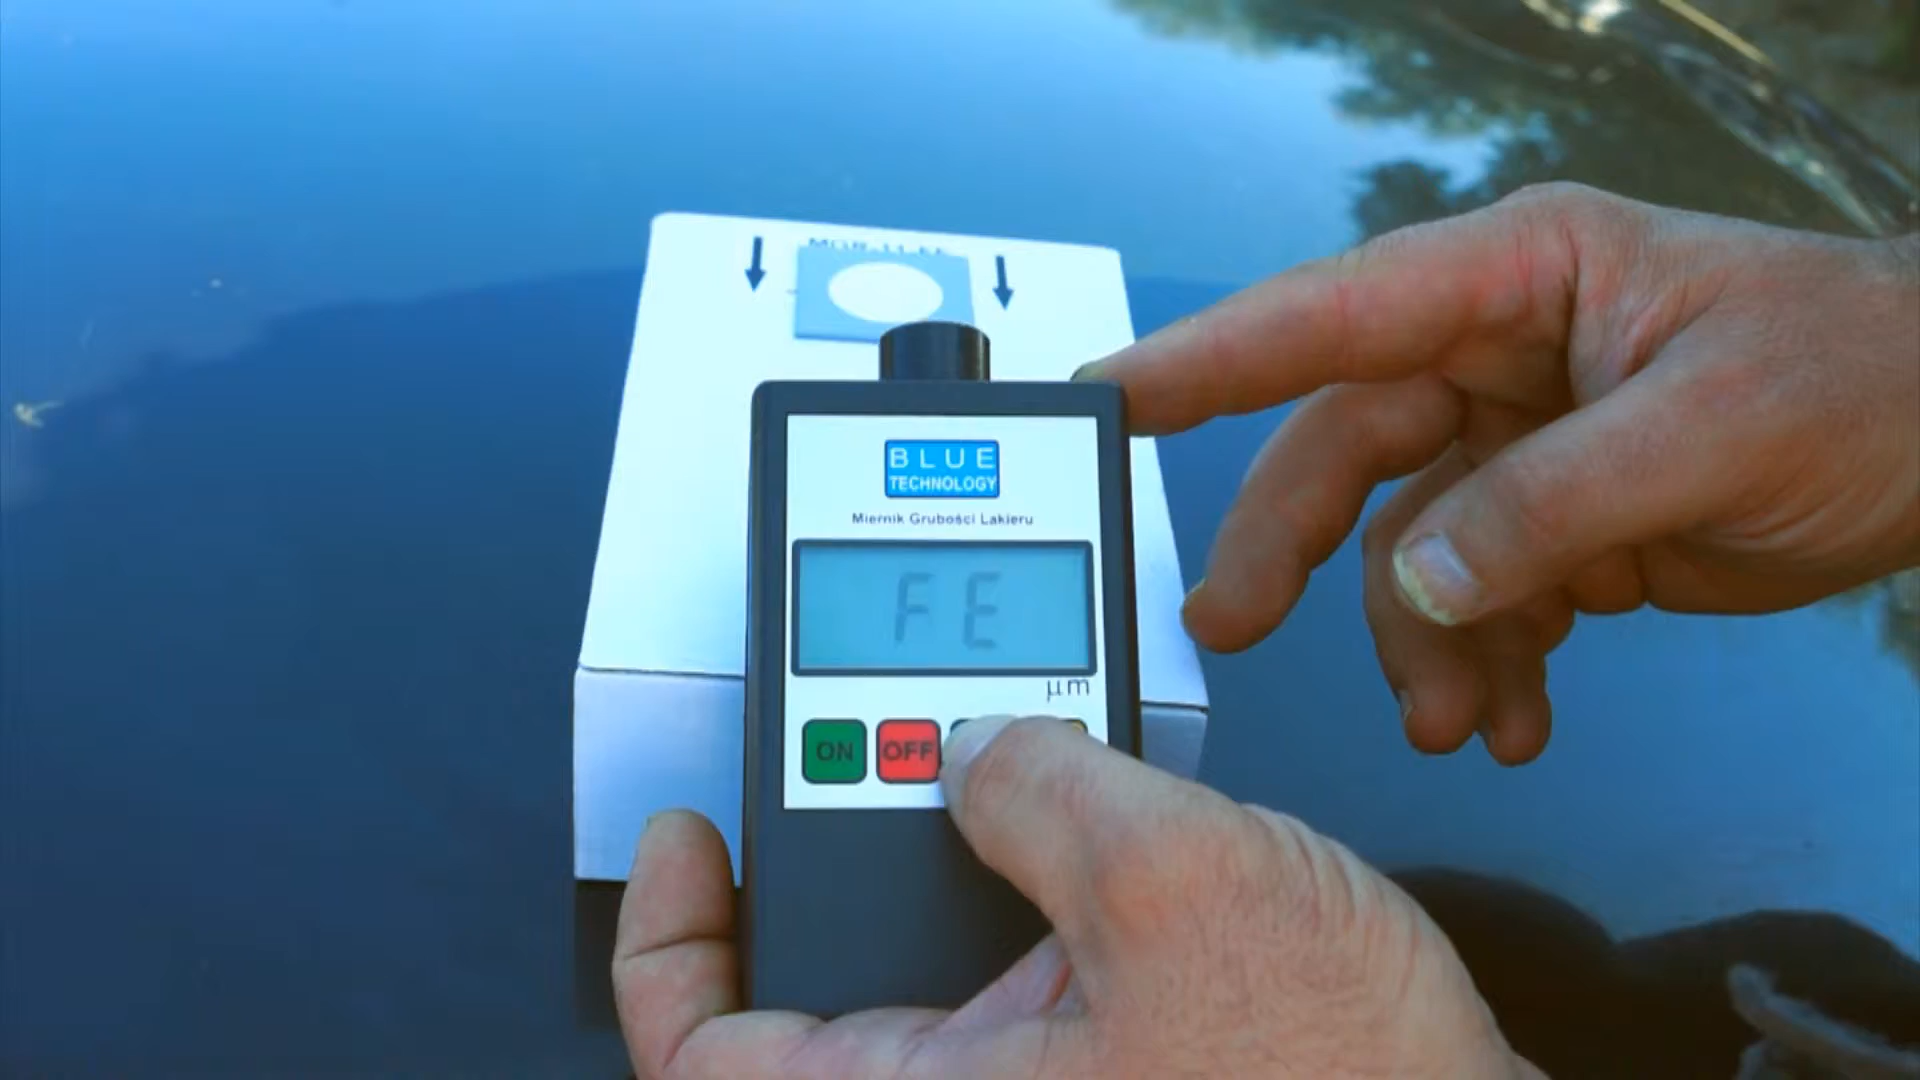 BLUE
TECHNOLOGY
Miernik Grubości Lakieru
FE
µm
ON OFF